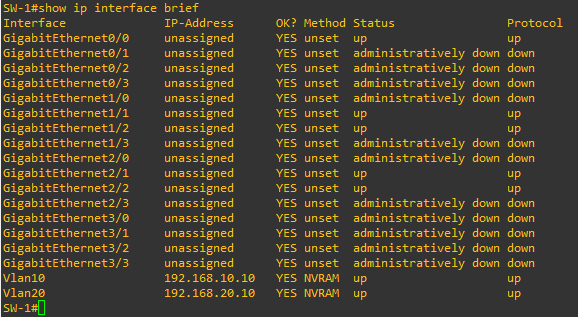 SW-1#show ip interface brief
Interface IP-Address OK? Method Status Protocol
GigabitEthernet0/0 unassigned YES unset up up
GigabitEthernet0/1 unassigned YES unset administratively down down
GigabitEthernet0/2 unassigned YES unset administratively down down
GigabitEthernet0/3 unassigned YES unset administratively down down
GigabitEthernet1/0 unassigned YES unset administratively down down
GigabitEthernet1/1 unassigned YES unset up up
GigabitEthernet1/2 unassigned YES unset up up
GigabitEthernet1/3 unassigned YES unset administratively down down
GigabitEthernet2/0 unassigned YES unset administratively down down
GigabitEthernet2/1 unassigned YES unset up up
GigabitEthernet2/2 unassigned YES unset up up
GigabitEthernet2/3 unassigned YES unset administratively down down
GigabitEthernet3/0 unassigned YES unset administratively down down
GigabitEthernet3/1 unassigned YES unset administratively down down
GigabitEthernet3/2 unassigned YES unset administratively down down
GigabitEthernet3/3 unassigned YES unset administratively down down
Vlan10 192.168.10.10 YES NVRAM up up
Vlan20 192.168.20.10 YES NVRAM up up
SW-1#